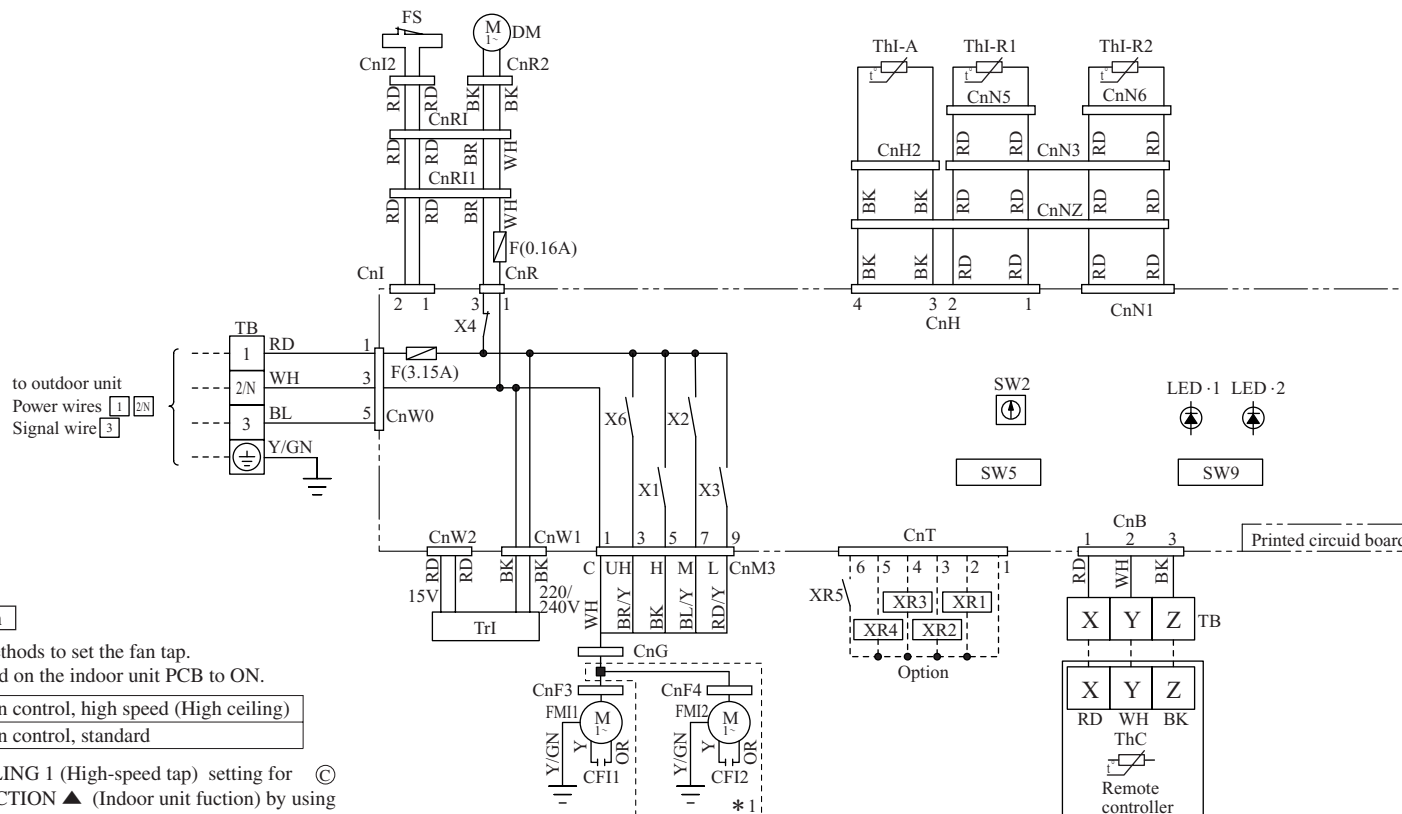 FS
M
1~
DM
ThI-A
ThI-R1
ThI-R2
t°
t°
t°
CnI2
CnR2
CnN5
CnN6
RD
RD
BK
BK
CnRI
RD
RD
RD
RD
CnH2
CnN3
RD
RD
BR
WH
CnRI1
BK
BK
RD
RD
CnNZ
RD
RD
RD
RD
BR
WH
F(0.16A)
BK
BK
RD
RD
RD
RD
CnI
CnR
2 1
3 1
4 3 2 1
CnH
CnN1
X4
TB
1 RD 1
F(3.15A)
2/N WH 3
3 BL 5 CnW0
Y/GN
to outdoor unit
Power wires 1 2/N
Signal wire 3
X6
X2
X1
X3
SW2
LED·1 LED·2
SW5
SW9
CnW2
CnW1
1 3 5 7 9
C UH H M L CnM3
CnT
6 5 4 3 2 1
CnB
1 2 3
Printed circuid board
RD
RD
BK
BK
15V
220/
240V
TrI
WH
BR/Y
BK
BL/Y
RD/Y
XR5
XR3
XR1
XR4
XR2
Option
RD
WH
BK
X Y Z TB
CnG
CnF3
CnF4
FMI1
M
1~
FMI2
M
1~
Y/GN
Y
OR
CFI1
Y/GN
Y
OR
CFI2
*1
X Y Z
RD WH BK
ThC
t°
Remote
controller
thods to set the fan tap.
d on the indoor unit PCB to ON.
n control, high speed (High ceiling)
n control, standard
LING 1 (High-speed tap) setting for Ⓒ
CTION ▲ (Indoor unit fuction) by using